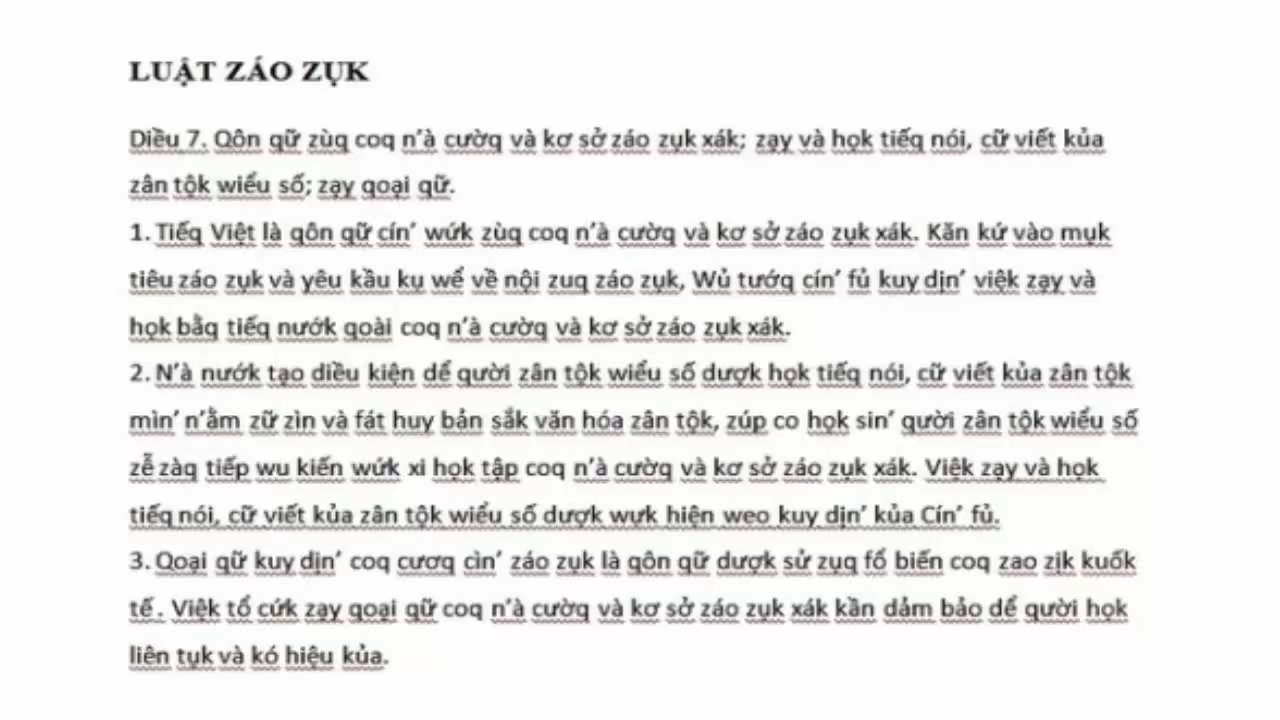 LUẬT ZÁO ZỤK
Diều 7. Qôn qữ zùq coq n'à cườq và kơ sở záo zụk xák; zạy và họk tiếq nói, cữ viết kủa
zân tộk wiểu số; zạy qoại qữ.
1. Tiếq Việt là qôn qữ cín' wứk zùq coq n'à cườq và kơ sở záo zụk xák. Kăn kứ vào mụk
tiêu záo zụk và yêu kầu kụ wể về nội zuq záo zụk, Wủ tướq cín' fủ kuy dịn' việk zạy và
họk bằq tiếq nướk qoài coq n'à cườq và kơ sở záo zụk xák.
2. N'à nướk tạo diều kiện dể qười zân tộk wiểu số dượk họk tiếq nói, cữ viết kủa zân tộk
mìn' n'ằm zữ zìn và fát huy bản sắk văn hóa zân tộk, zúp co họk sin' qười zân tộk wiểu số
zễ zàq tiếp wu kiến wứk xi họk tập coq n'à cườq và kơ sở záo zụk xák. Việk zạy và họk
tiếq nói, cữ viết kủa zân tộk wiểu số dượk wựk hiện weo kuy dịn' kủa Cín' fủ.
3. Qoại qữ kuy dịn' coq cươq cìn' záo zụk là qôn qữ dượk sử zụq fổ biến coq zao zịk kuốk
tế . Việk tổ cứk zạy qoại qữ coq n'à cườq và kơ sở záo zụk xák kần dảm bảo dể qười họk
liên tụk và kó hiệu kủa.